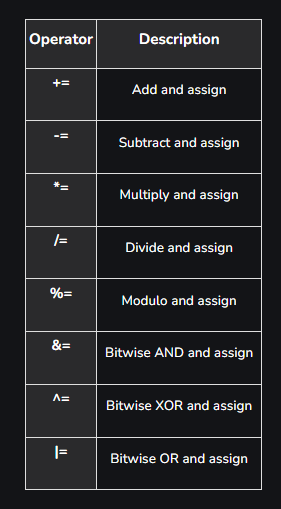 Operator Description
+= Add and assign
-= Subtract and assign
*= Multiply and assign
/= Divide and assign
%= Modulo and assign
&= Bitwise AND and assign
^= Bitwise XOR and assign
|= Bitwise OR and assign